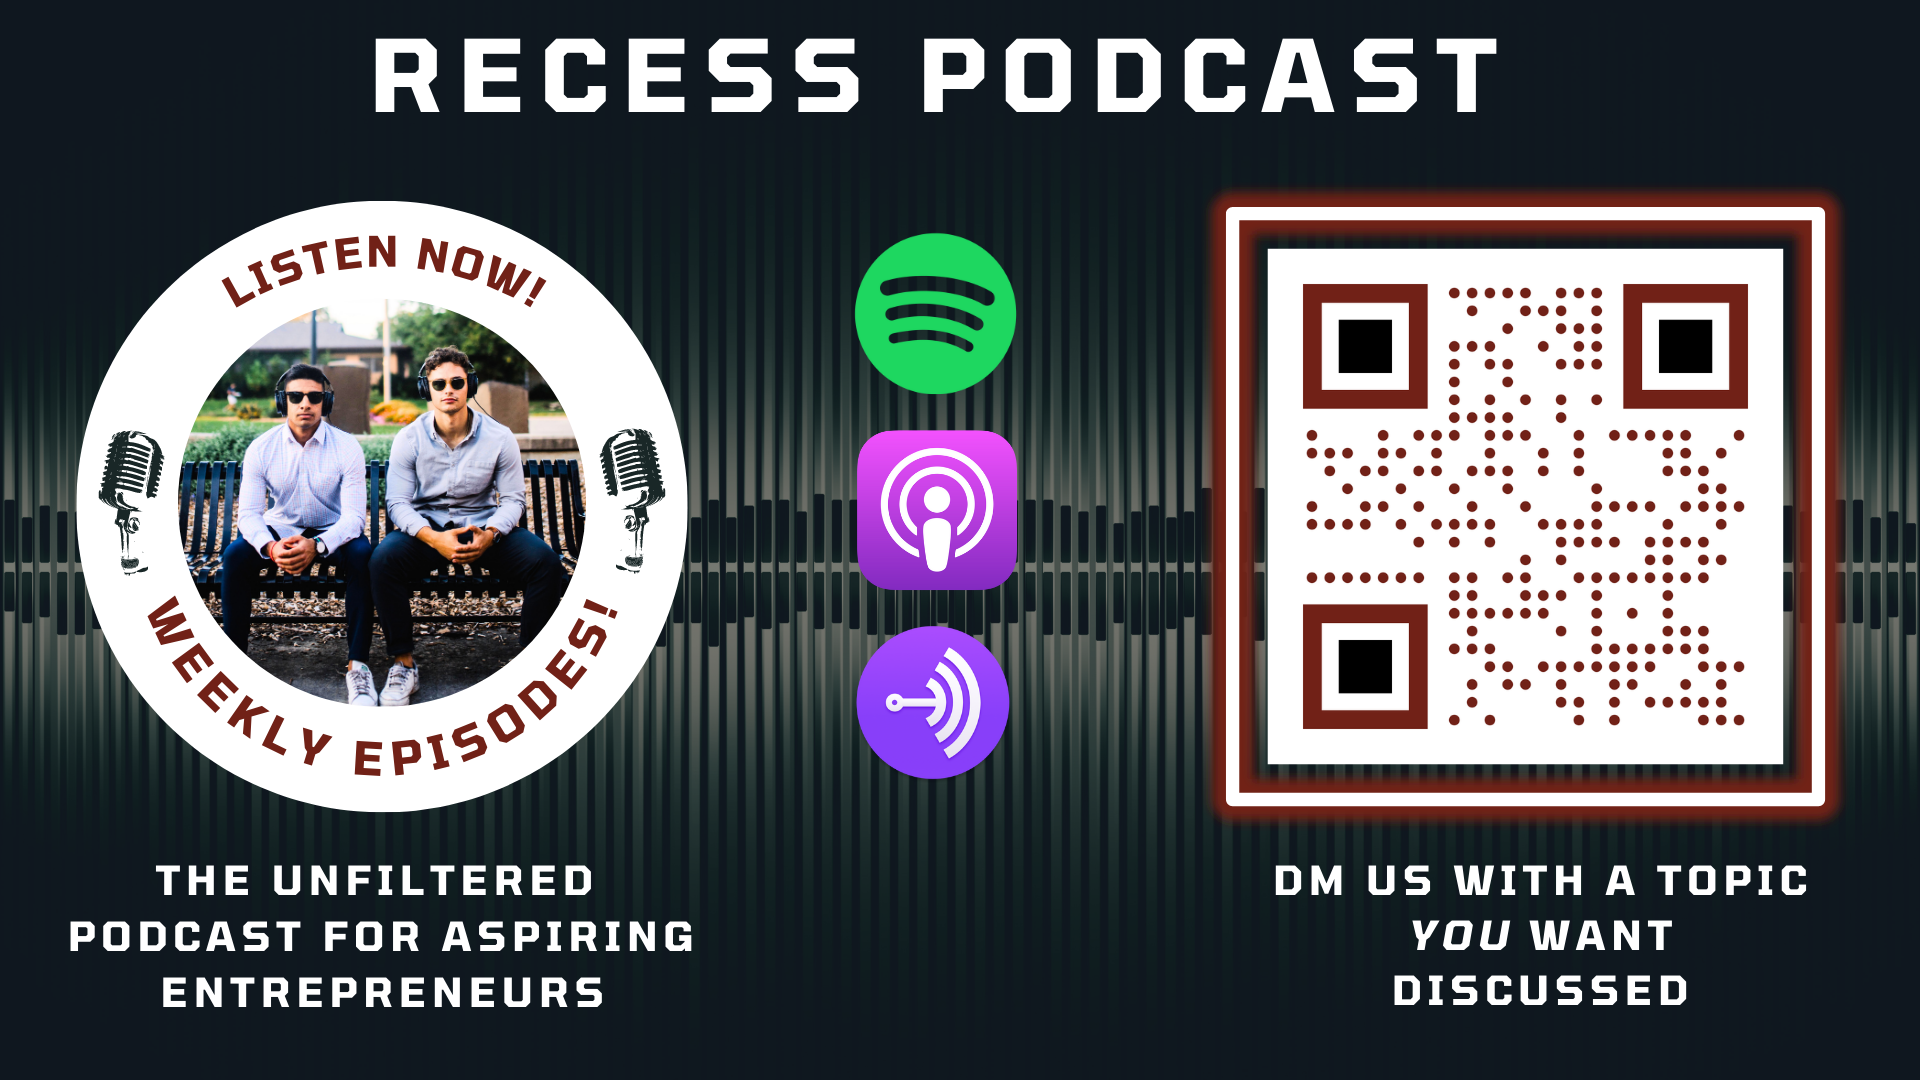 RECESS PODCAST
LISTEN NOW!
WEEKLY EPISODES!
THE UNFILTERED
PODCAST FOR ASPIRING
ENTREPRENEURS
DM US WITH A TOPIC
YOU WANT
DISCUSSED